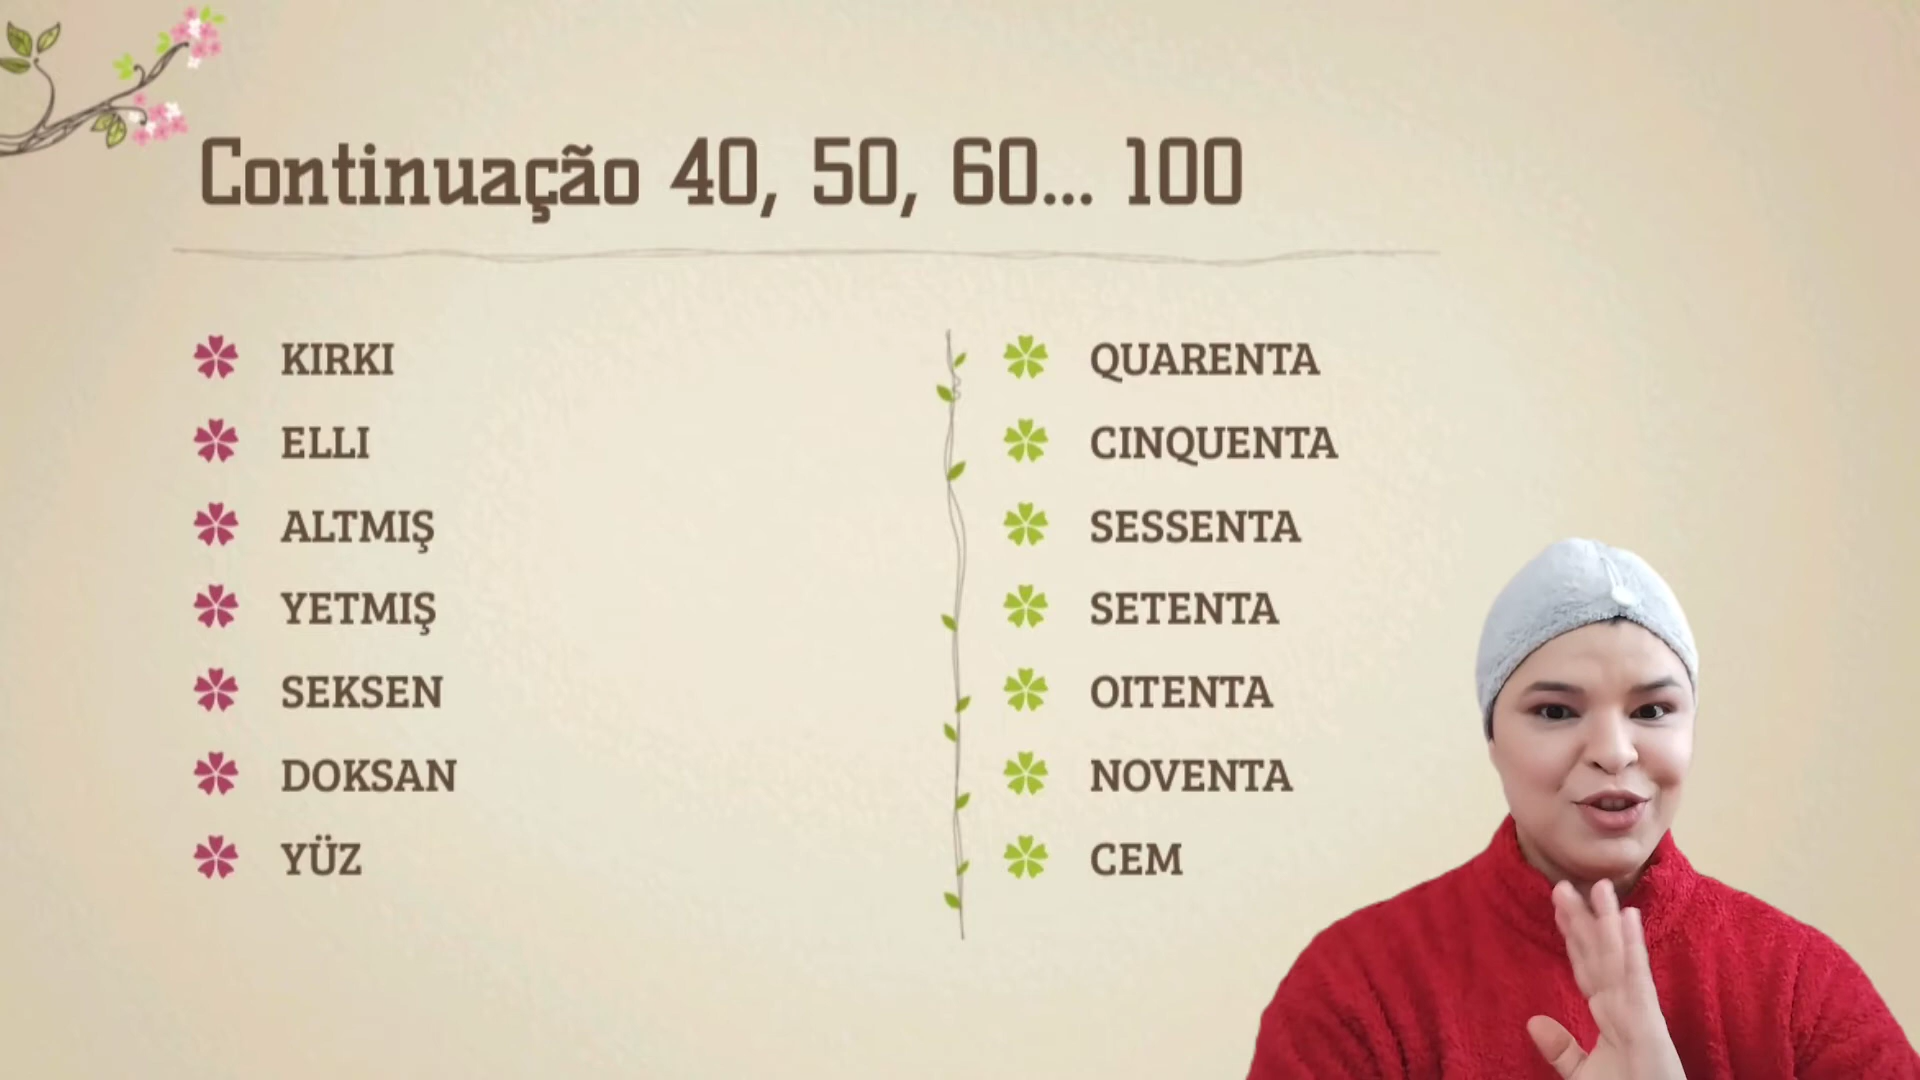 Continuação 40, 50, 60... 100
KIRKI
ELLI
ALTMIŞ
YETMIŞ
SEKSEN
DOKSAN
YÜZ
QUARENTA
CINQUENTA
SESSENTA
SETENTA
OITENTA
NOVENTA
CEM